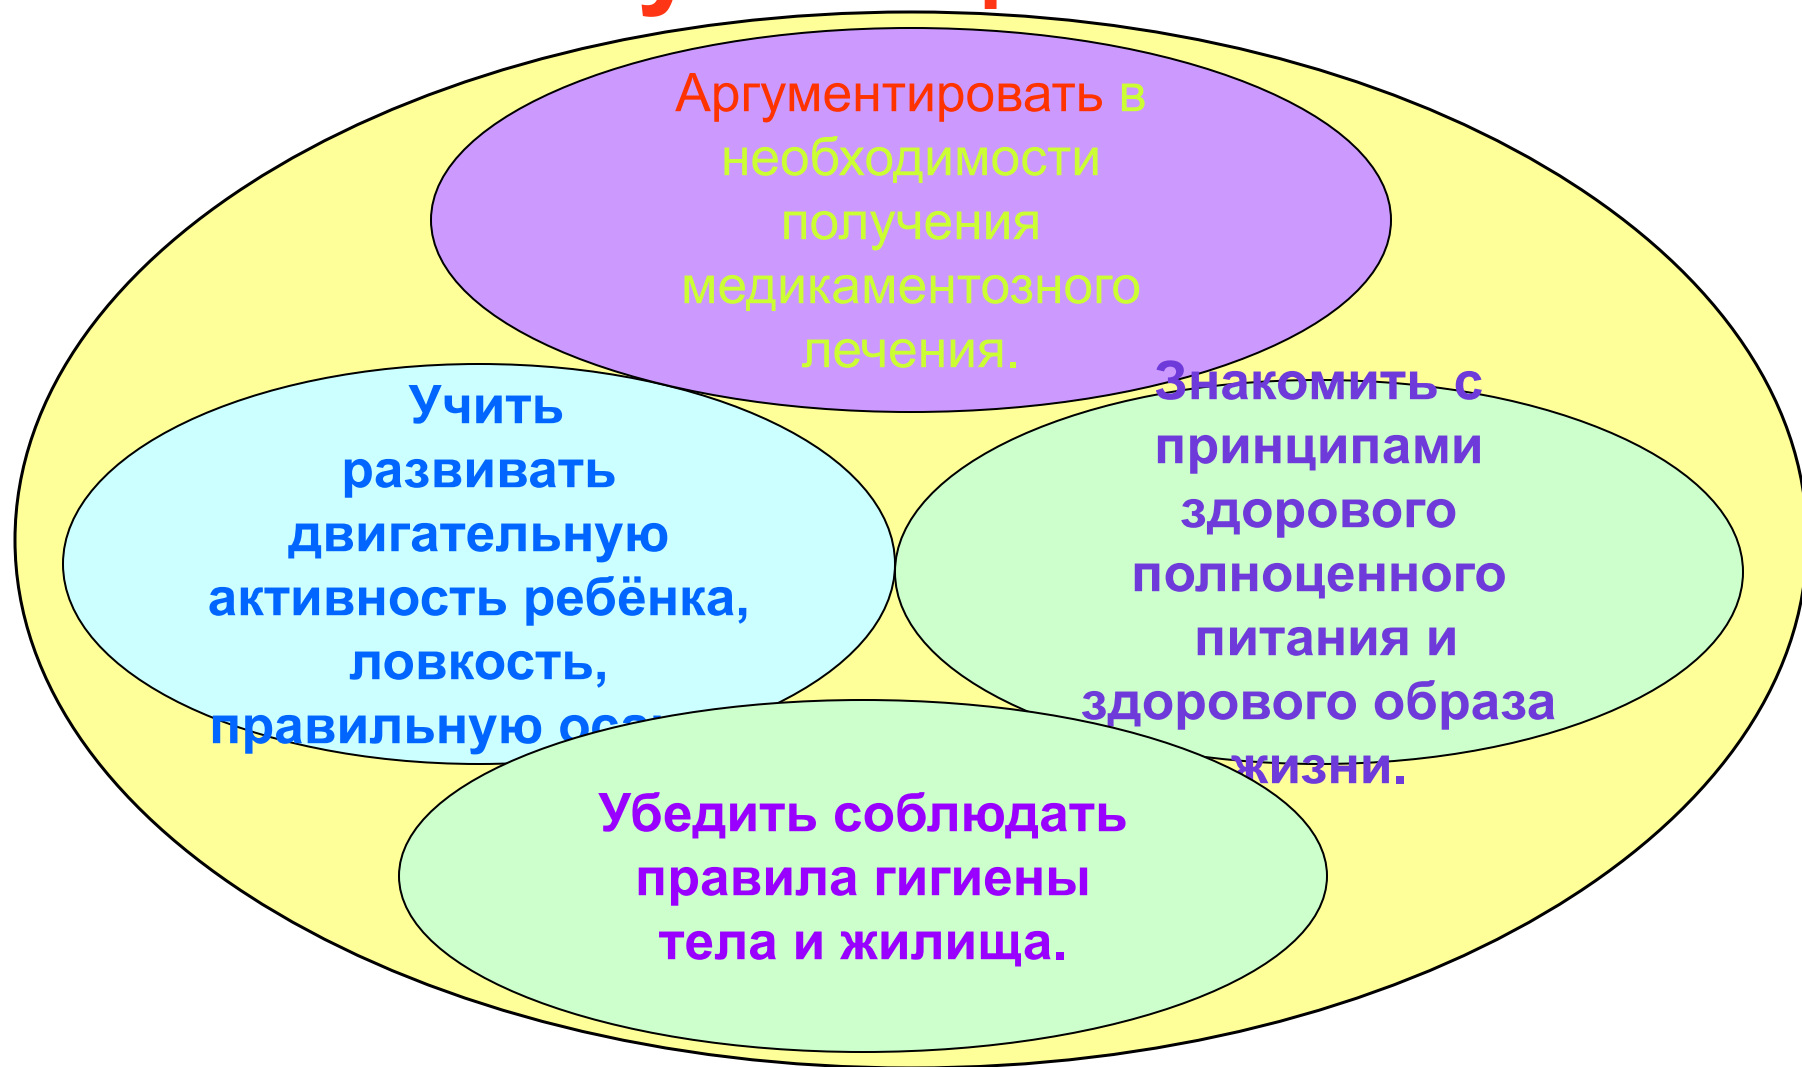 Аргументировать в
необходимости
получения
медикаментозного
лечения.
Учить
развивать
двигательную
активность ребёнка,
ловкость,
правильную
Знакомить с
принципами
здорового
полноценного
питания и
здорового образа
жизни.
Убедить соблюдать
правила гигиены
тела и жилища.